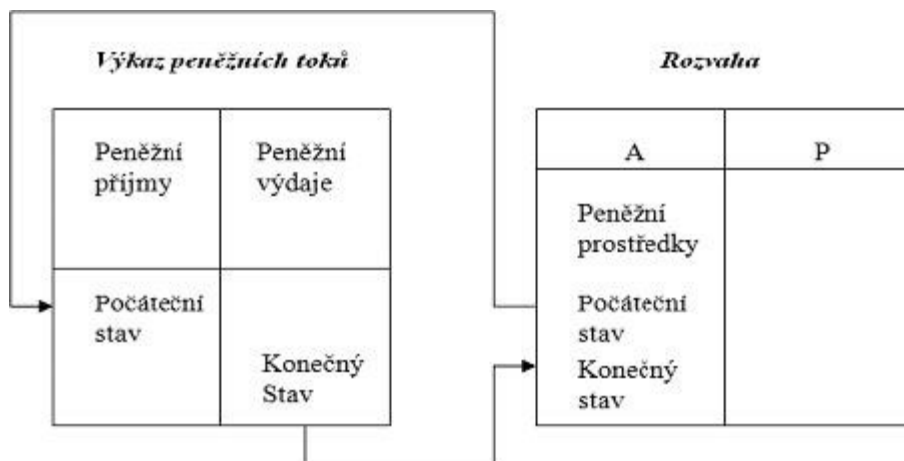 Výkaz peněžních toků
Rozvaha
Peněžní
příjmy
Peněžní
výdaje
Počáteční
stav
Konečný
Stav
A
P
Peněžní
prostředky
Počáteční
stav
Konečný
stav